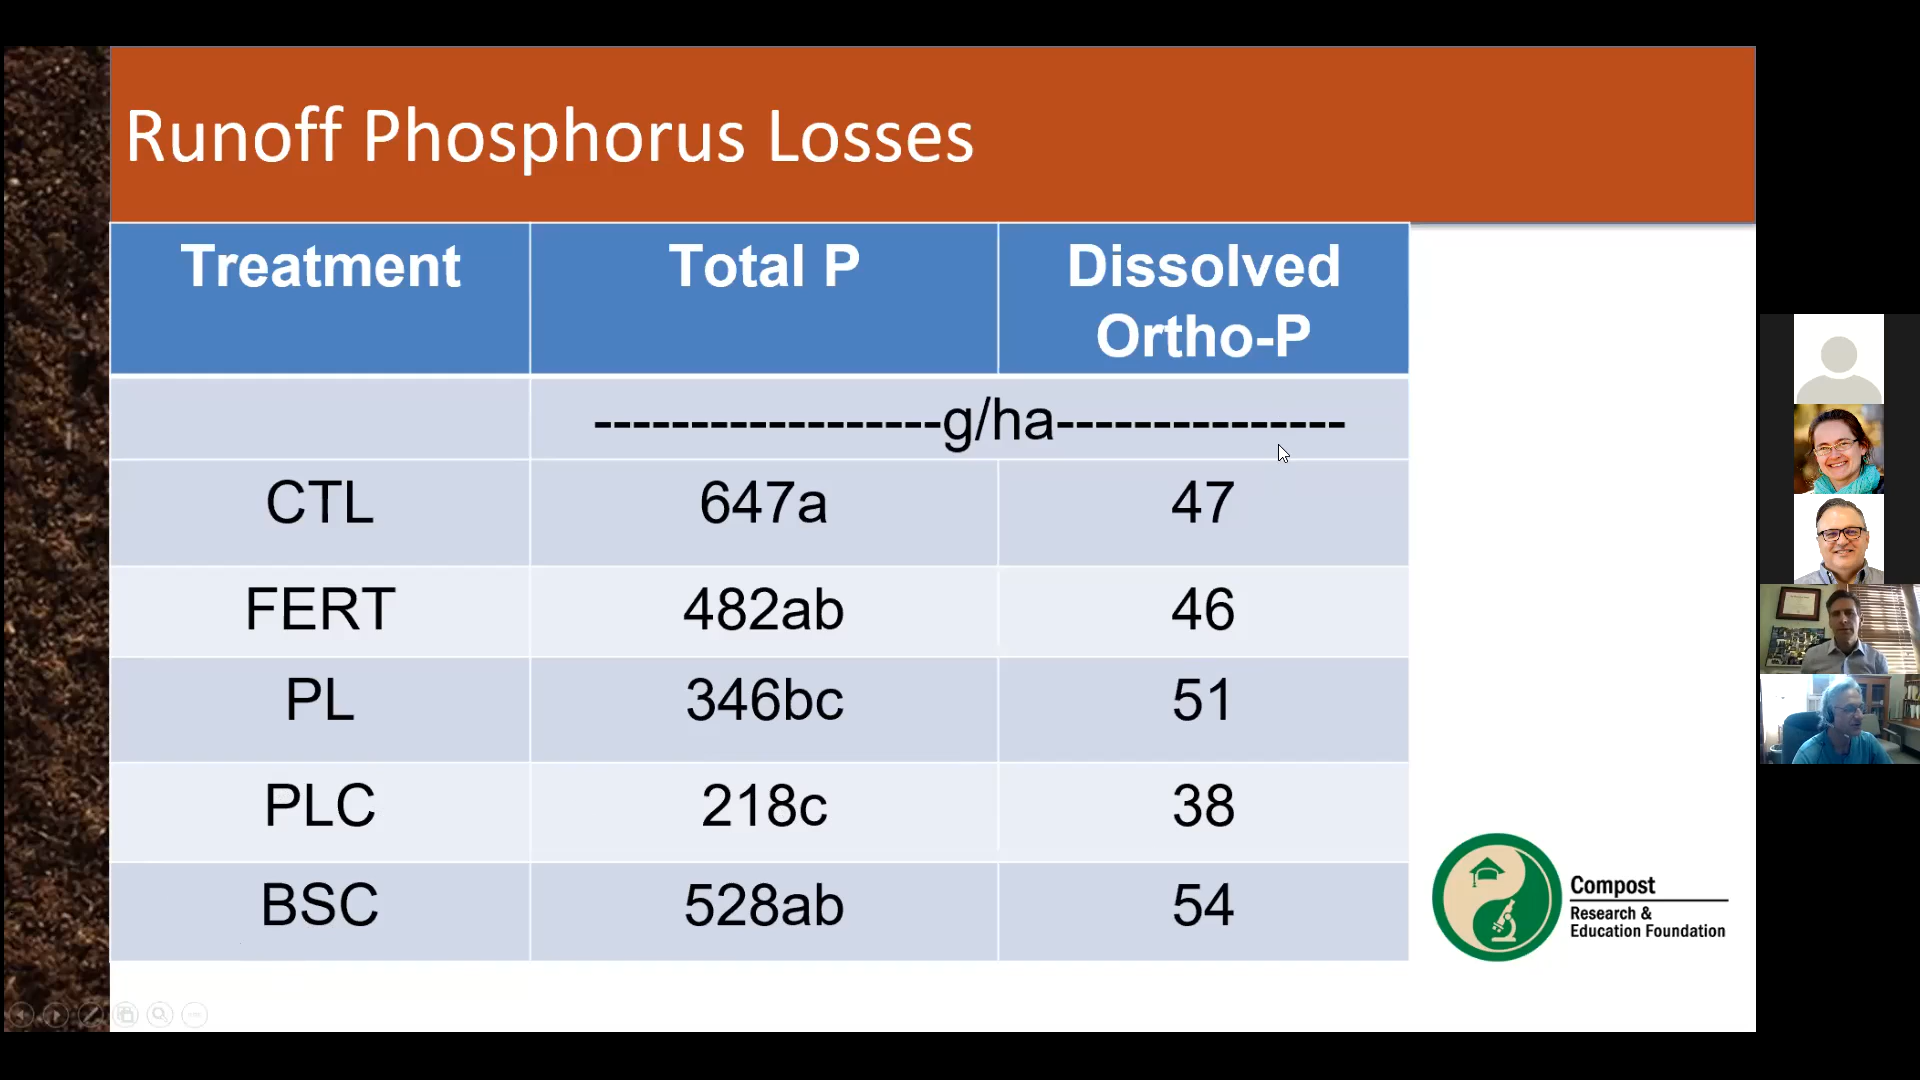 Runoff Phosphorus Losses
Treatment
Total P
Dissolved
Ortho-P
------------------g/ha---------------
CTL
647a
47
FERT
482ab
46
PL
346bc
51
PLC
218c
38
BSC
528ab
54
Compost
Research &
Education Foundation